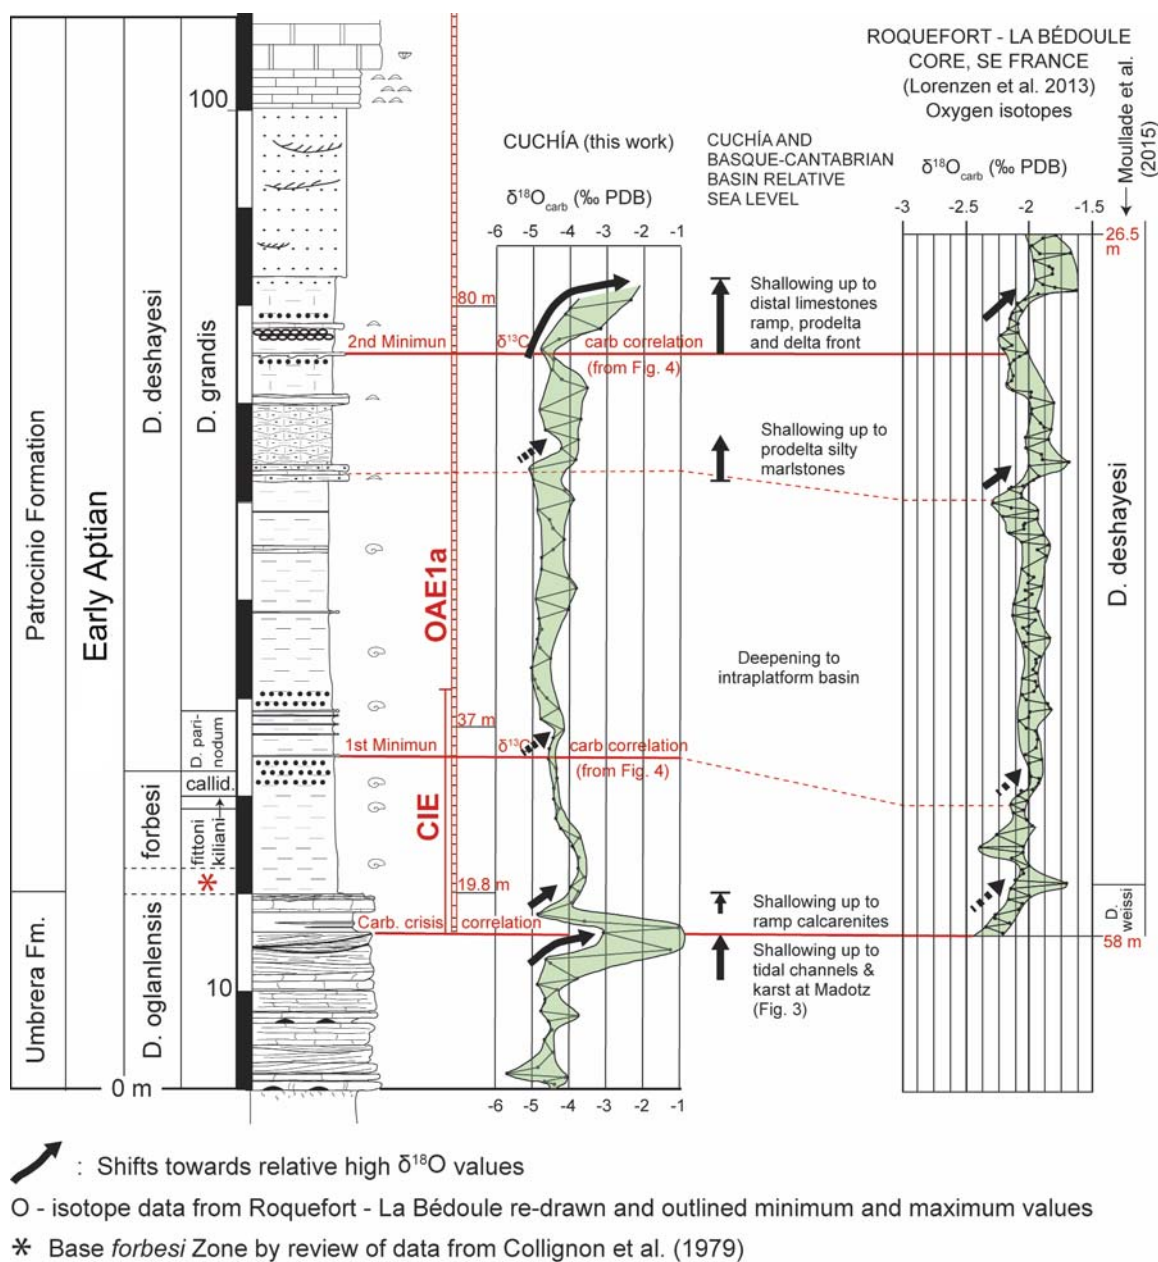 ROQUEFORT - LA BÉDOULE
CORE, SE FRANCE
(Lorenzen et al. 2013)
Oxygen isotopes
Moullade et al.
(2015)
100
CUCHÍA (this work)
CUCHÍA AND
BASQUE-CANTABRIAN
BASIN RELATIVE
SEA LEVEL
δ18Ocarb (‰ PDB)
δ18Ocarb (‰ PDB)
-6 -5 -4 -3 -2 -1
-3 -2.5 -2 -1.5
26.5
m
Patrocinio Formation
Early Aptian
D. deshayesi
D. grandis
80 m
Shallowing up to
distal limestones
ramp, prodelta
and delta front
2nd Minimun
δ13C
carb correlation
(from Fig. 4)
Shallowing up to
prodelta silty
marlstones
D. deshayesi
OAE1a
Deepening to
intraplatform basin
37 m
D. pari-
nodum
1st Minimun
δ13C
carb correlation
(from Fig. 4)
callid.
forbesi
fittoni
kiliani
CIE
*
19.8 m
Umbrera Fm.
D. oglanlensis
Carb. crisis
correlation
Shallowing up to
ramp calcarenites
D.
weissi
58 m
Shallowing up to
tidal channels &
karst at Madotz
(Fig. 3)
10
0 m
-6 -5 -4 -3 -2 -1
: Shifts towards relative high δ18O values
O - isotope data from Roquefort - La Bédoule re-drawn and outlined minimum and maximum values
* Base forbesi Zone by review of data from Collignon et al. (1979)